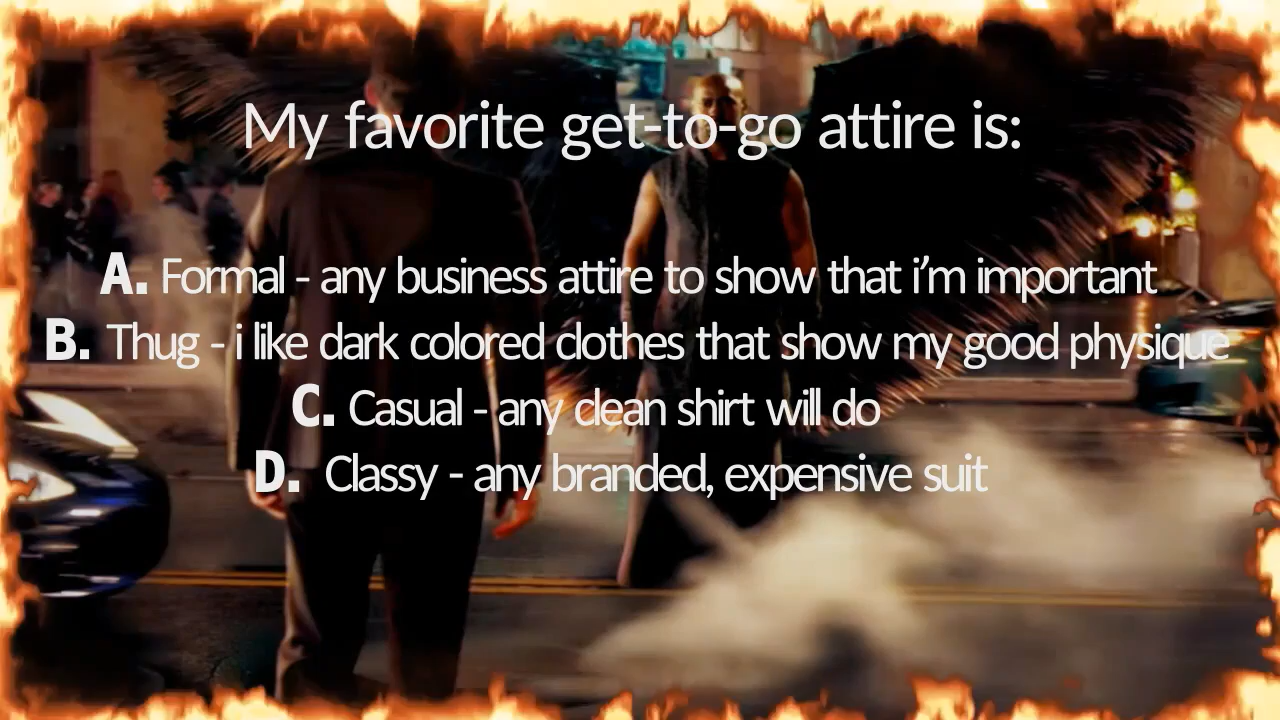 My favorite get-to-go attire is:
A. Formal - any business attire to show that i'm important
B. Thug - i like dark colored clothes that show my good physique
C. Casual - any clean shirt will do
D. Classy - any branded, expensive suit